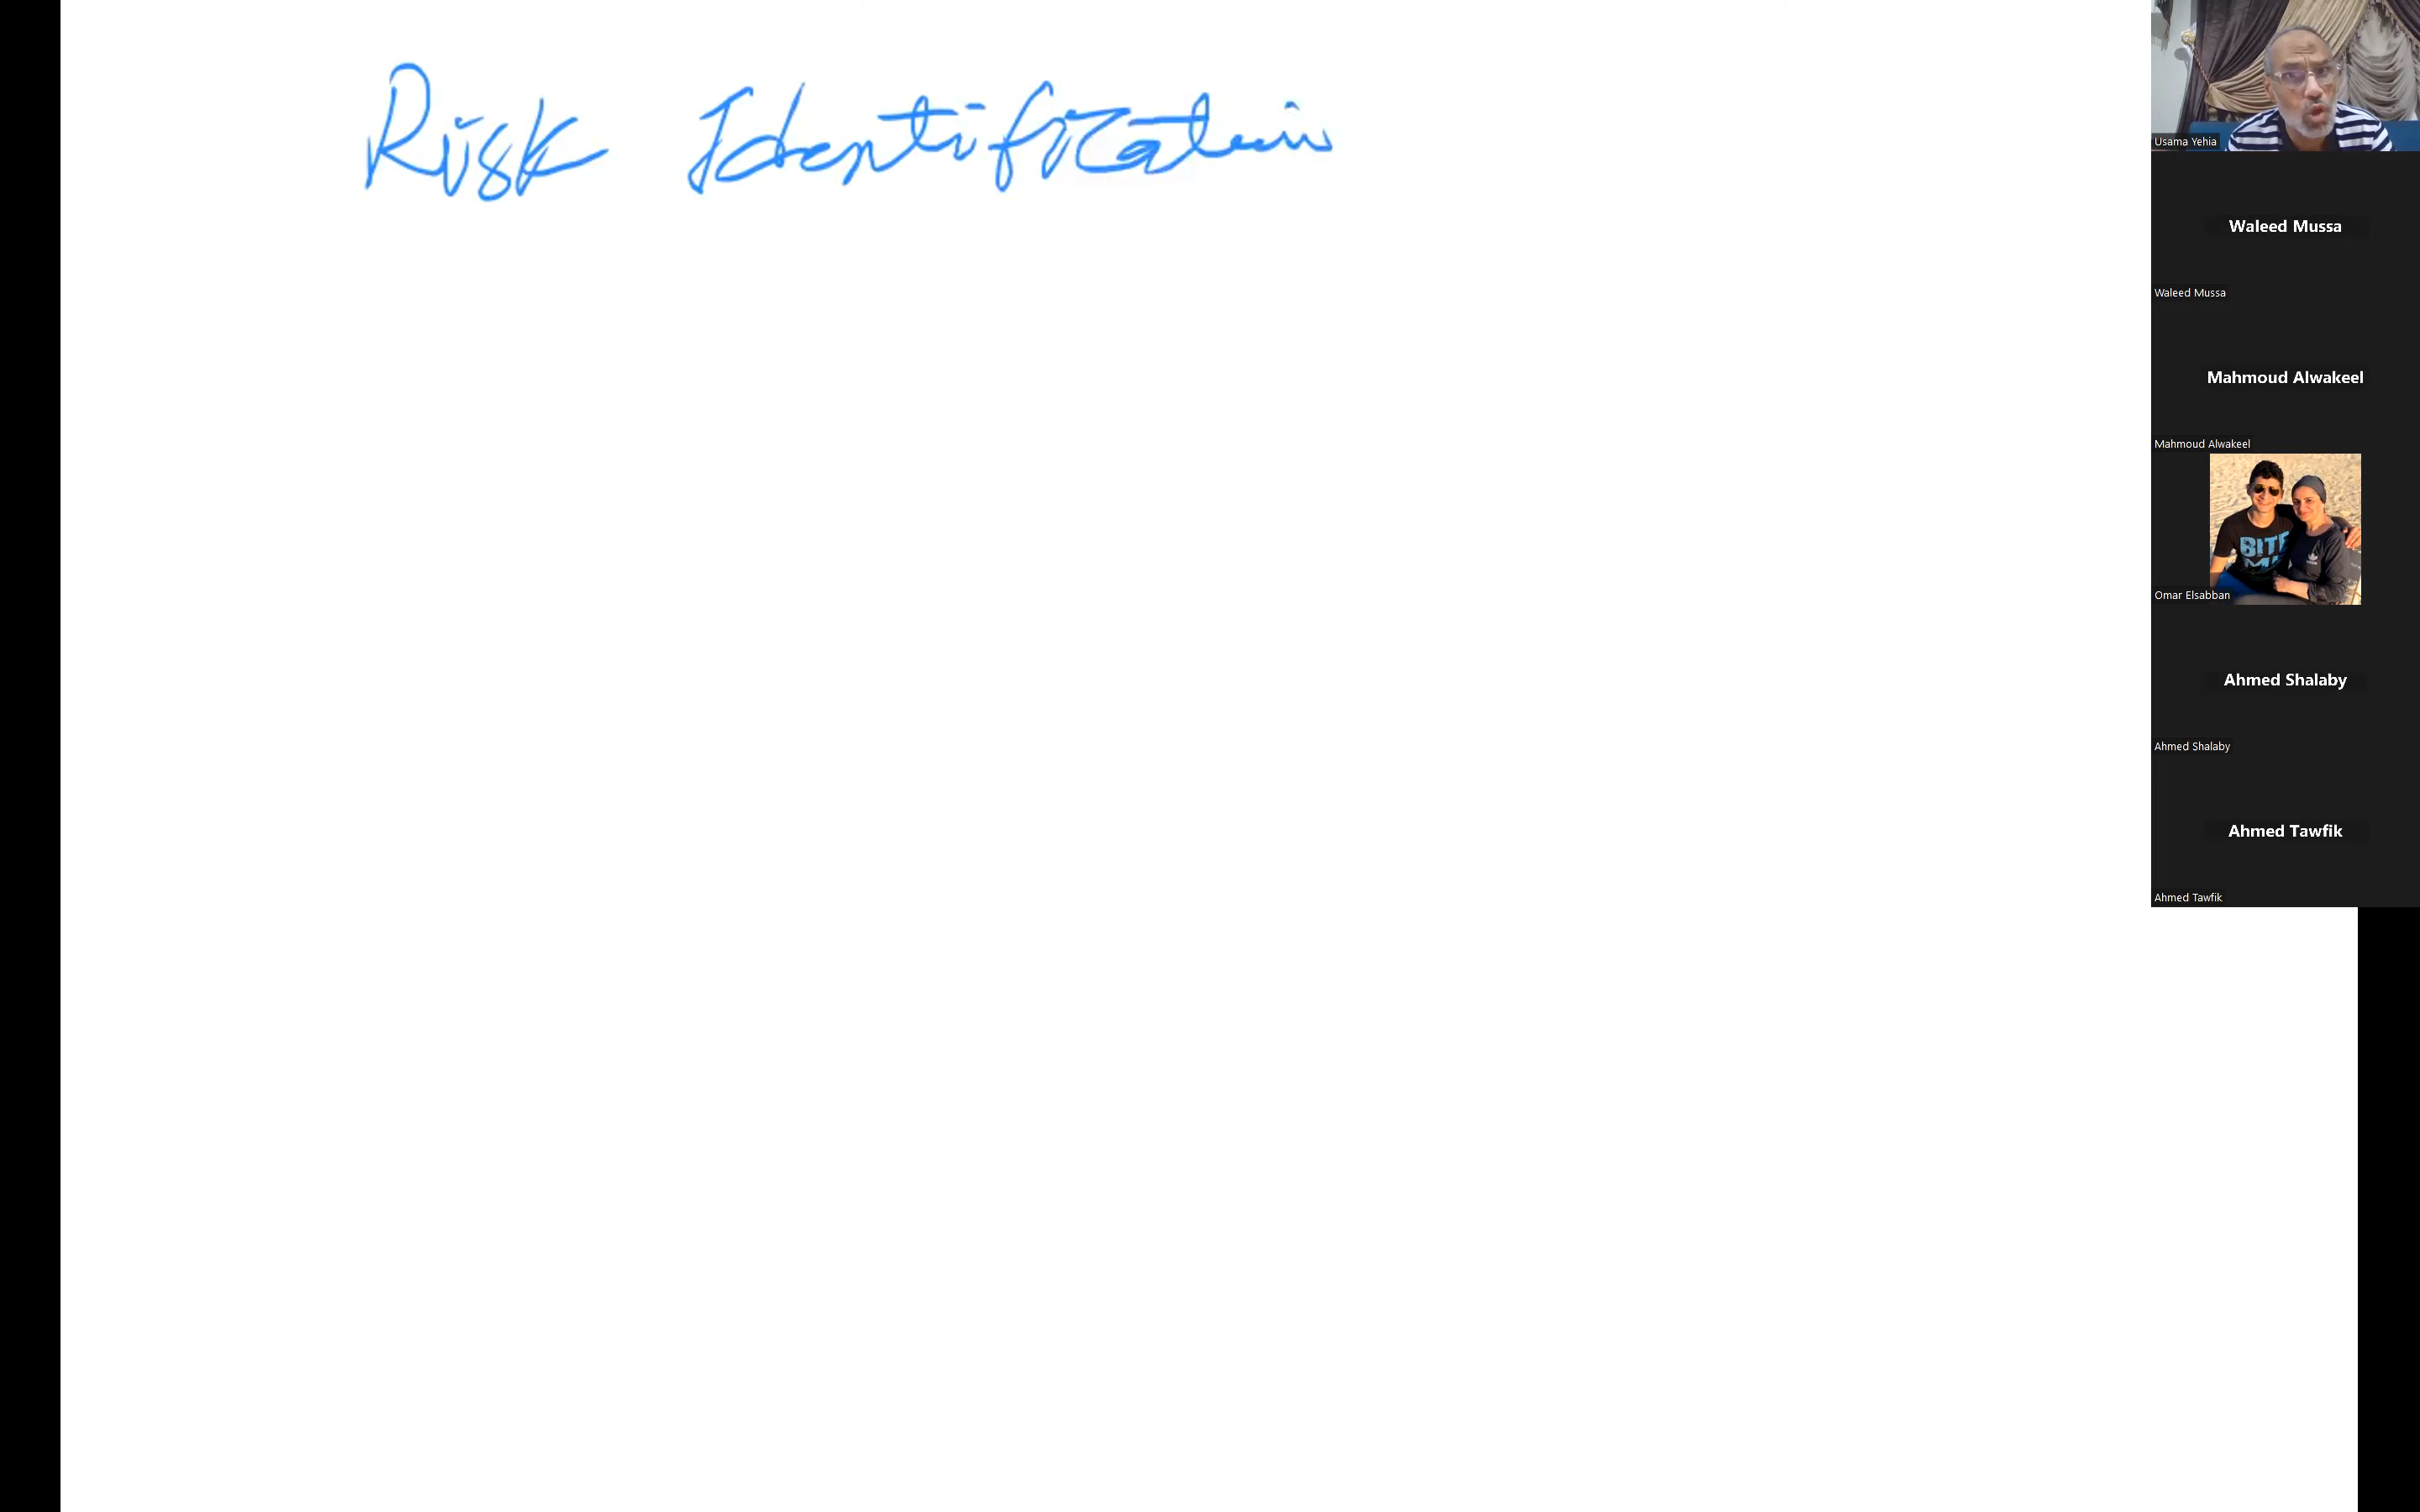 Risk Identification
Usama Yehia
Waleed Mussa
Waleed Mussa
Mahmoud Alwakeel
Mahmoud Alwakeel
BITE
Omar Elsabban
Ahmed Shalaby
Ahmed Shalaby
Ahmed Tawfik
Ahmed Tawfik